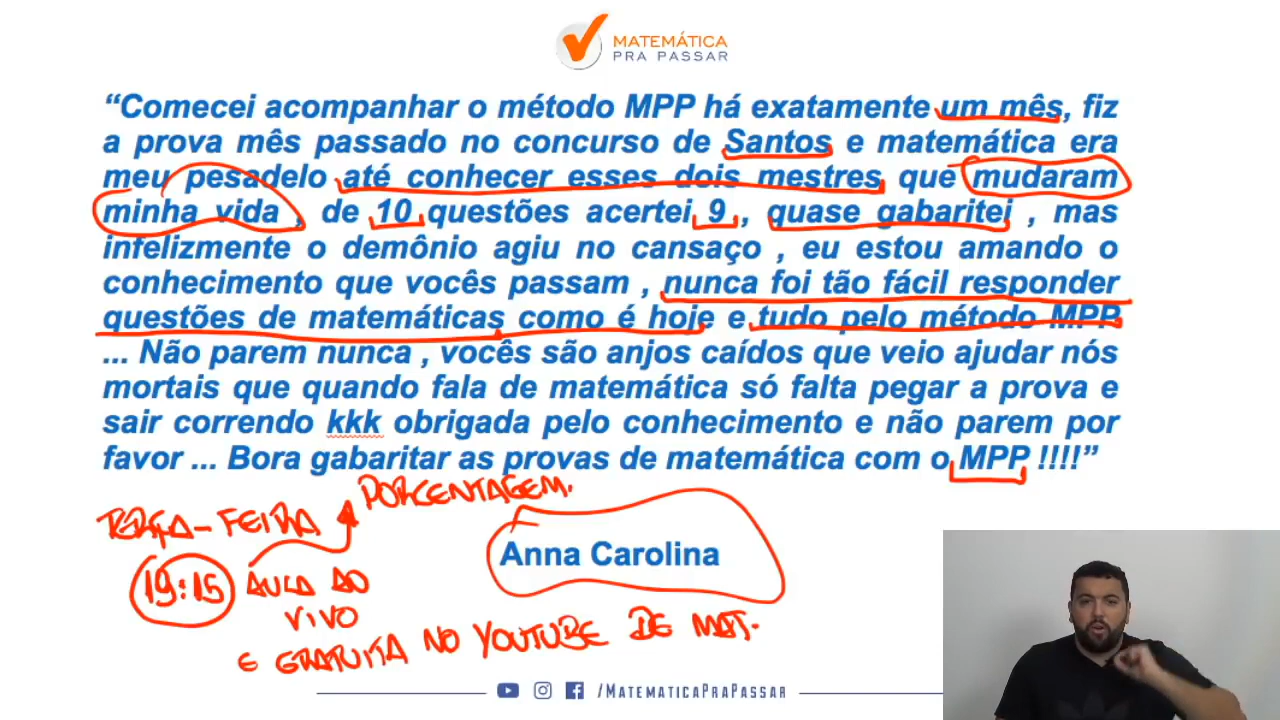 MATEMÁTICA
PRA PASSAR
“Comecei acompanhar o método MPP há exatamente um mês, fiz
a prova mês passado no concurso de Santos e matemática era
meu pesadelo até conhecer esses dois mestres que mudaram
minha vida , de 10 questões acertei 9 , quase gabaritei , mas
infelizmente o demônio agiu no cansaço , eu estou amando o
conhecimento que vocês passam , nunca foi tão fácil responder
questões de matemáticas como é hoje e tudo pelo método MPP
... Não parem nunca , vocês são anjos caídos que veio ajudar nós
mortais que quando fala de matemática só falta pegar a prova e
sair correndo kkk obrigada pelo conhecimento e não parem por
favor ... Bora gabaritar as provas de matemática com o MPP !!!!”
PORCENTAGEM.
TERÇA-FEIRA
Anna Carolina
19:15 AULA AO
VIVO
E GRATUITA NO YOUTUBE DE MAT.
/MATEMATICAPRAPASSAR